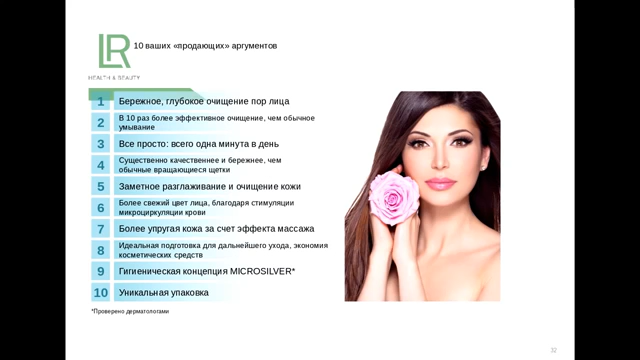 LR
10 ваших «продающих» аргументов
HEALTH & BEAUTY
1 Бережное, глубокое очищение пор лица
2 В 10 раз более эффективное очищение, чем обычное
умывание
3 Все просто: всего одна минута в день
4 Существенно качественнее и бережнее, чем
обычные вращающиеся щетки
5 Заметное разглаживание и очищение кожи
6 Более свежий цвет лица, благодаря стимуляции
микроциркуляции крови
7 Более упругая кожа за счет эффекта массажа
8 Идеальная подготовка для дальнейшего ухода, экономия
косметических средств
9 Гигиеническая концепция MICROSILVER*
10 Уникальная упаковка
*Проверено дерматологами
32